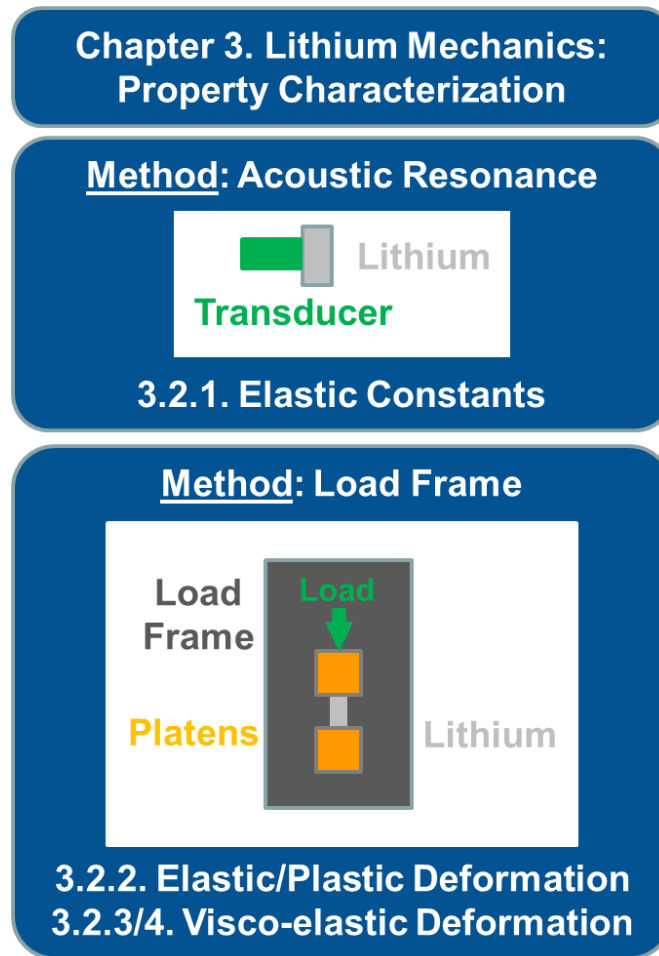 Chapter 3. Lithium Mechanics:
Property Characterization
Method: Acoustic Resonance
Lithium
Transducer
3.2.1. Elastic Constants
Method: Load Frame
Load
Frame
Load
Platens
Lithium
3.2.2. Elastic/Plastic Deformation
3.2.3/4. Visco-elastic Deformation